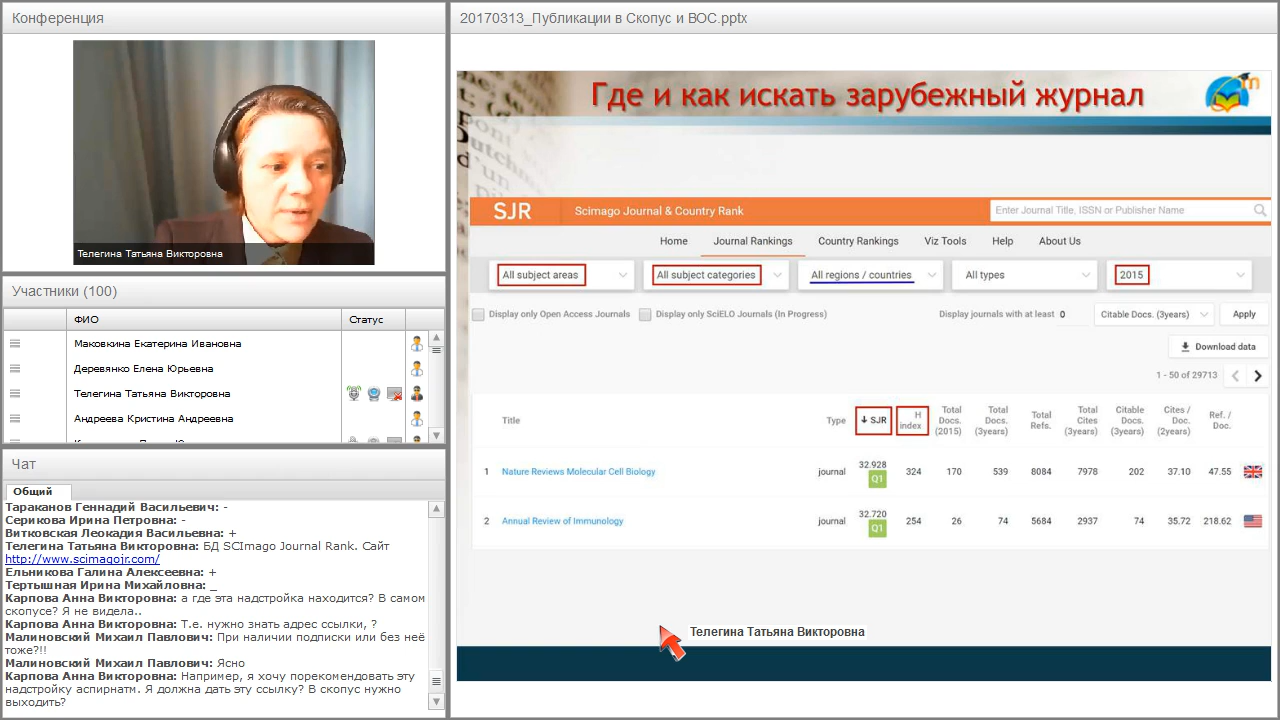 Конференция
Телегина Татьяна Викторовна
Участники (100)
ФИО
Статус
Маковкина Екатерина Ивановна
Деревянко Елена Юрьевна
Телегина Татьяна Викторовна
Андреева Кристина Андреевна
Чат
Общий
Тараканов Геннадий Васильевич: -
Серикова Ирина Петровна: -
Витковская Леокадия Васильевна: +
Телегина Татьяна Викторовна: БД SCImago Journal Rank. Сайт
http://www.scimagojr.com/
Ельникова Галина Алексеевна: +
Тертышная Ирина Михайловна: _
Карпова Анна Викторовна: а где эта надстройка находится? В самом
скопусе? Я не видела..
Карпова Анна Викторовна: Т.е. нужно знать адрес ссылки, ?
Малиновский Михаил Павлович: При наличии подписки или без неё
тоже?!!
Малиновский Михаил Павлович: Ясно
Карпова Анна Викторовна: Например, я хочу порекомендовать эту
надстройку аспирнатм. Я должна дать эту ссылку? В скопус нужно
выходить?
20170313_Публикации в Скопус и ВОС.pptx
Где и как искать зарубежный журнал
SJR
Scimago Journal & Country Rank
Enter Journal Title, ISSN or Publisher Name
Home
Journal Rankings
Country Rankings
Viz Tools
Help
About Us
All subject areas
All subject categories
All regions / countries
All types
2015
Display only Open Access Journals
Display only SciELO Journals (In Progress)
Display journals with at least 0
Citable Docs. (3years)
Apply
Download data
1 - 50 of 29713
Title
Type
SJR
H index
Total Docs. (2015)
Total Docs. (3years)
Total Refs.
Total Cites (3years)
Citable Docs. (3years)
Cites / Doc. (2years)
Ref. / Doc.
1 Nature Reviews Molecular Cell Biology journal 32.928 Q1 324 170 539 8084 7978 202 37.10 47.55
2 Annual Review of Immunology journal 32.720 Q1 254 26 74 5684 2937 74 35.72 218.62
Телегина Татьяна Викторовна